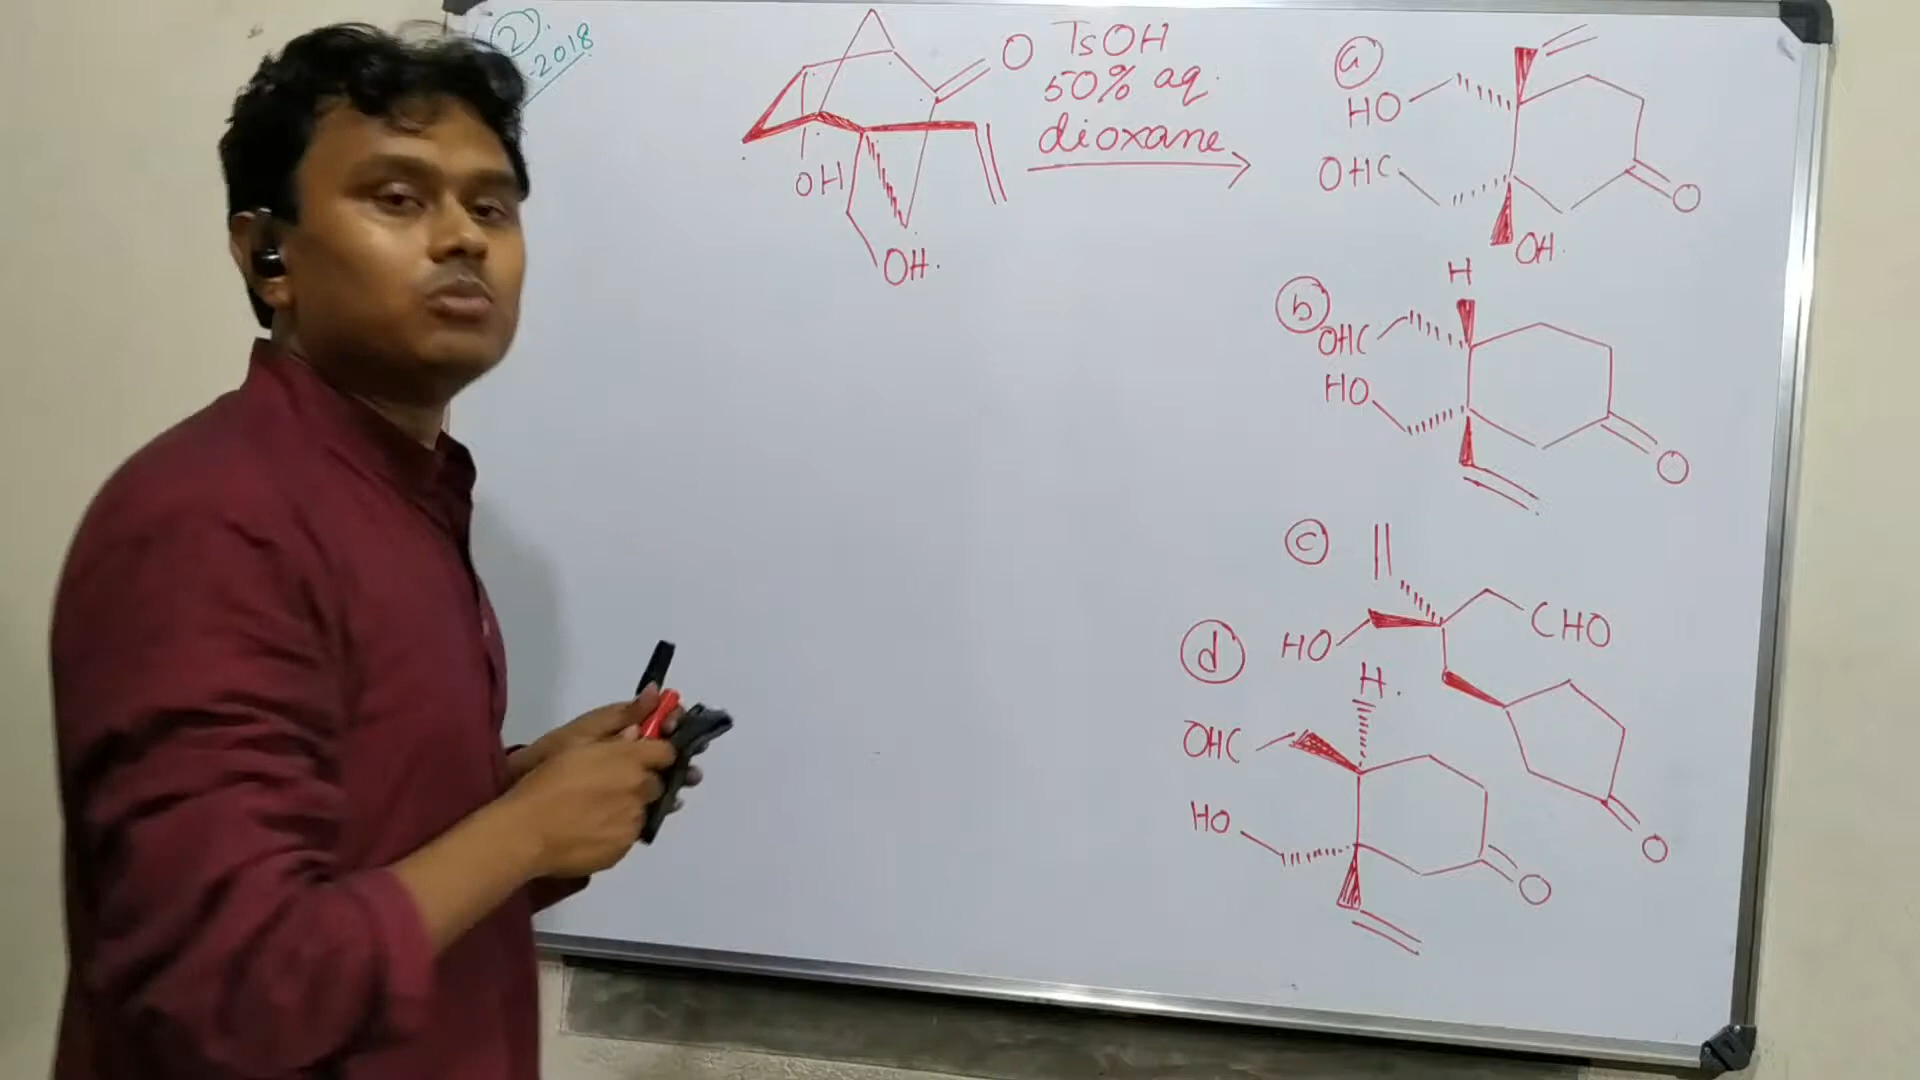 2
2018
O
OH
OH.
TsOH
50% aq.
dioxane
a
HO
OHC
O
OH.
b
H
OHC
HO
O
c
HO
CHO
O
d
H.
OHC
HO
O